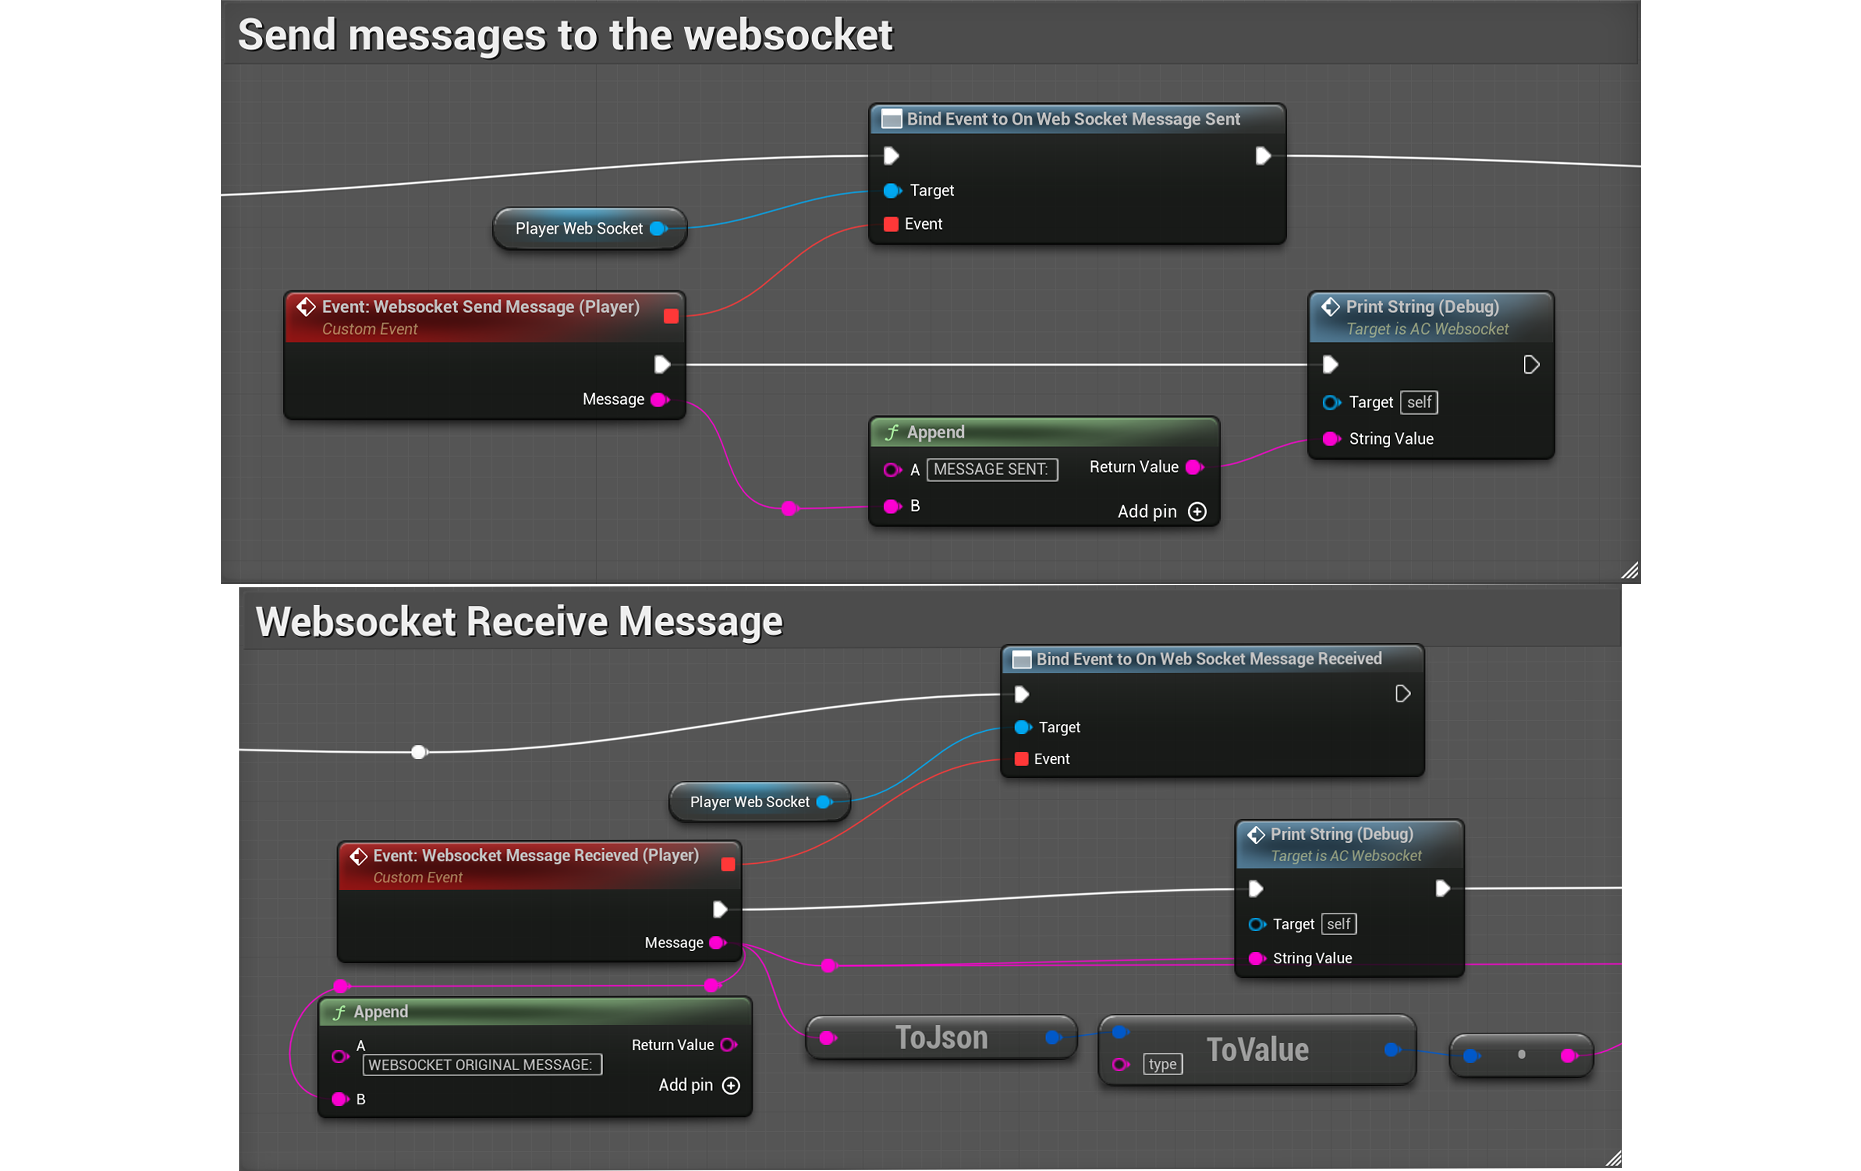 Send messages to the websocket
Bind Event to On Web Socket Message Sent
Target
Player Web Socket
Event
Event: Websocket Send Message (Player)
Custom Event
Message
Print String (Debug)
Target is AC Websocket
Target self
String Value
f Append
A MESSAGE SENT: Return Value
B
Add pin
Websocket Receive Message
Bind Event to On Web Socket Message Received
Target
Event
Player Web Socket
Event: Websocket Message Recieved (Player)
Custom Event
Message
Print String (Debug)
Target is AC Websocket
Target self
String Value
f Append
A
WEBSOCKET ORIGINAL MESSAGE:
Return Value
Add pin
B
ToJson
ToValue
type